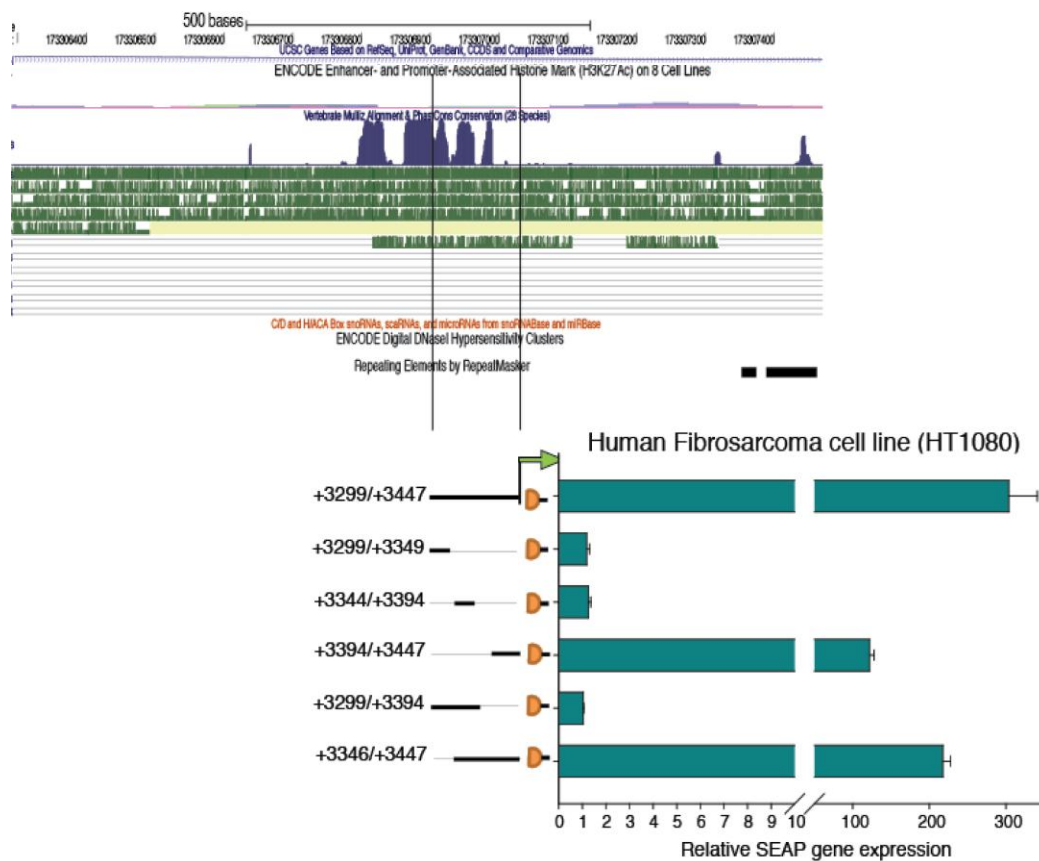 500 bases
173306400 173306500 173306600 173306700 173306800 173306900 173307000 173307100 173307200 173307300 173307400
UCSC Genes Based on RefSeq, UniProt, GenBank, CCDS and Comparative Genomics
ENCODE Enhancer- and Promoter-Associated Histone Mark (H3K27Ac) on 8 Cell Lines
Vertebrate Multiz Alignment & PhastCons Conservation (28 Species)
C/D and H/ACA Box snoRNAs, scaRNAs, and microRNAs from snoRNABase and miRBase
ENCODE Digital DNaseI Hypersensitivity Clusters
Repeating Elements by RepeatMasker
Human Fibrosarcoma cell line (HT1080)
+3299/+3447
+3299/+3349
+3344/+3394
+3394/+3447
+3299/+3394
+3346/+3447
0 1 2 3 4 5 6 7 8 9 10 100 200 300
Relative SEAP gene expression